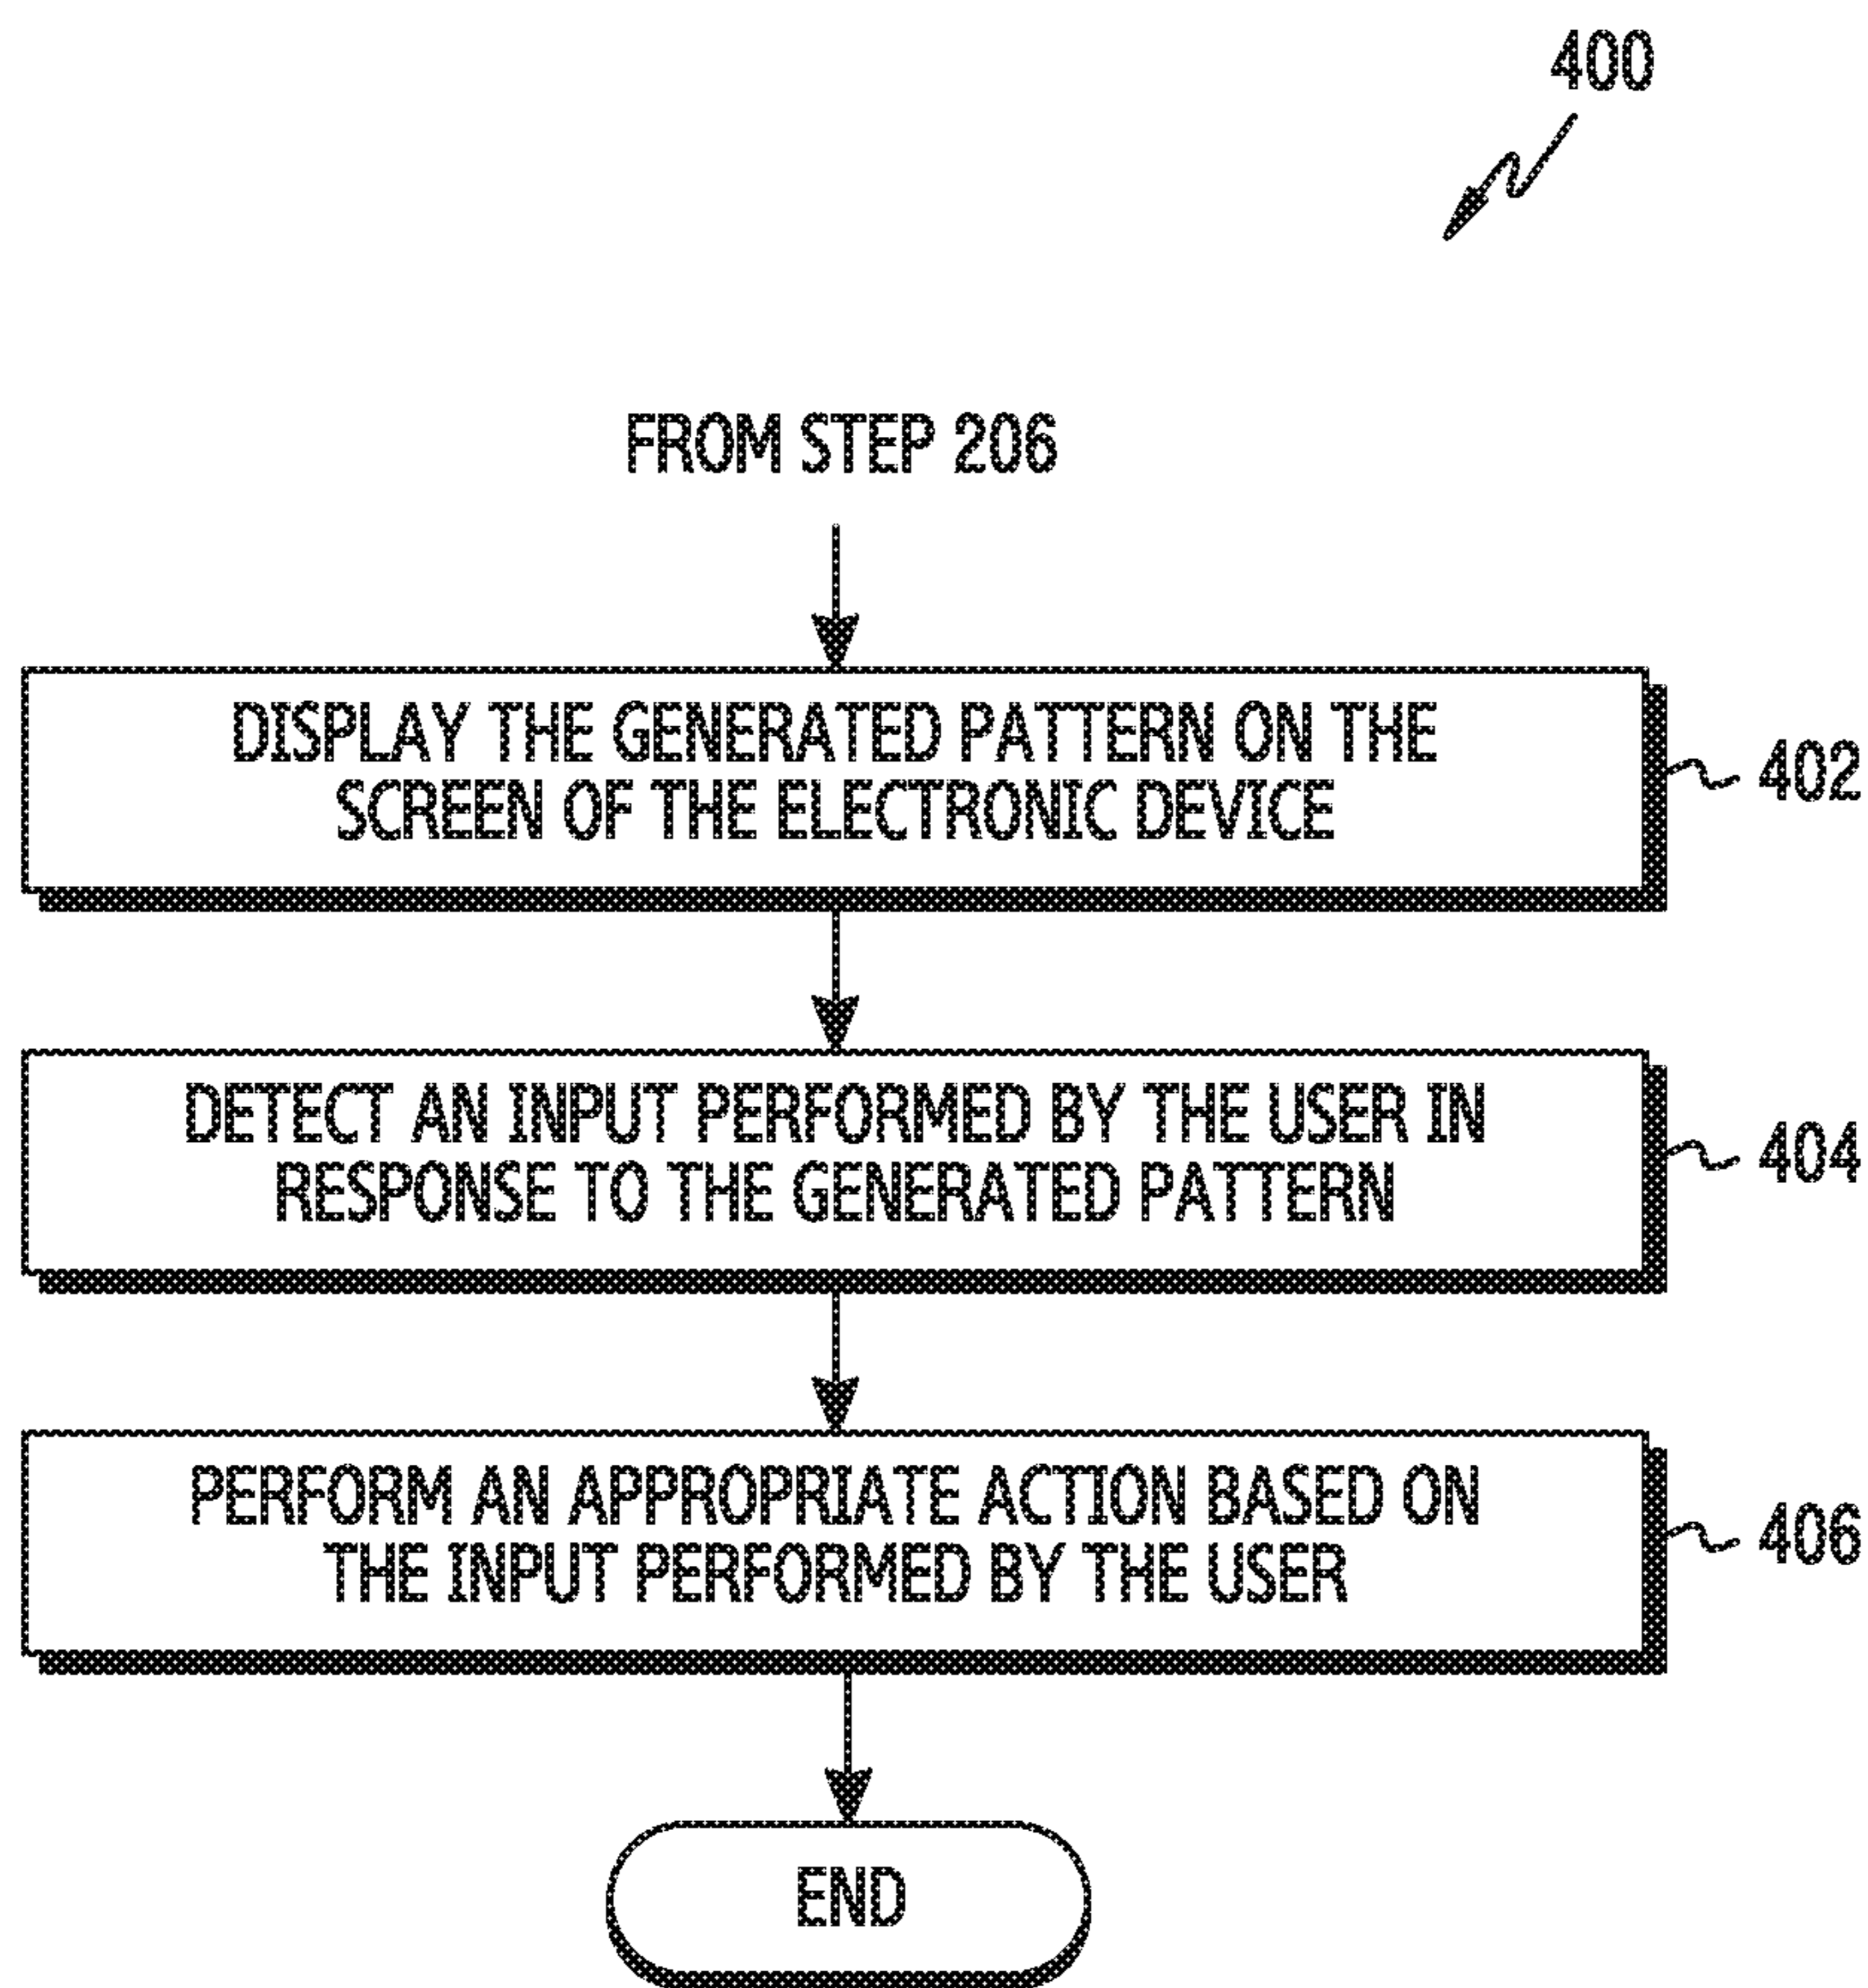 400
FROM STEP 206
DISPLAY THE GENERATED PATTERN ON THE
SCREEN OF THE ELECTRONIC DEVICE
402
DETECT AN INPUT PERFORMED BY THE USER IN
RESPONSE TO THE GENERATED PATTERN
404
PERFORM AN APPROPRIATE ACTION BASED ON
THE INPUT PERFORMED BY THE USER
406
END